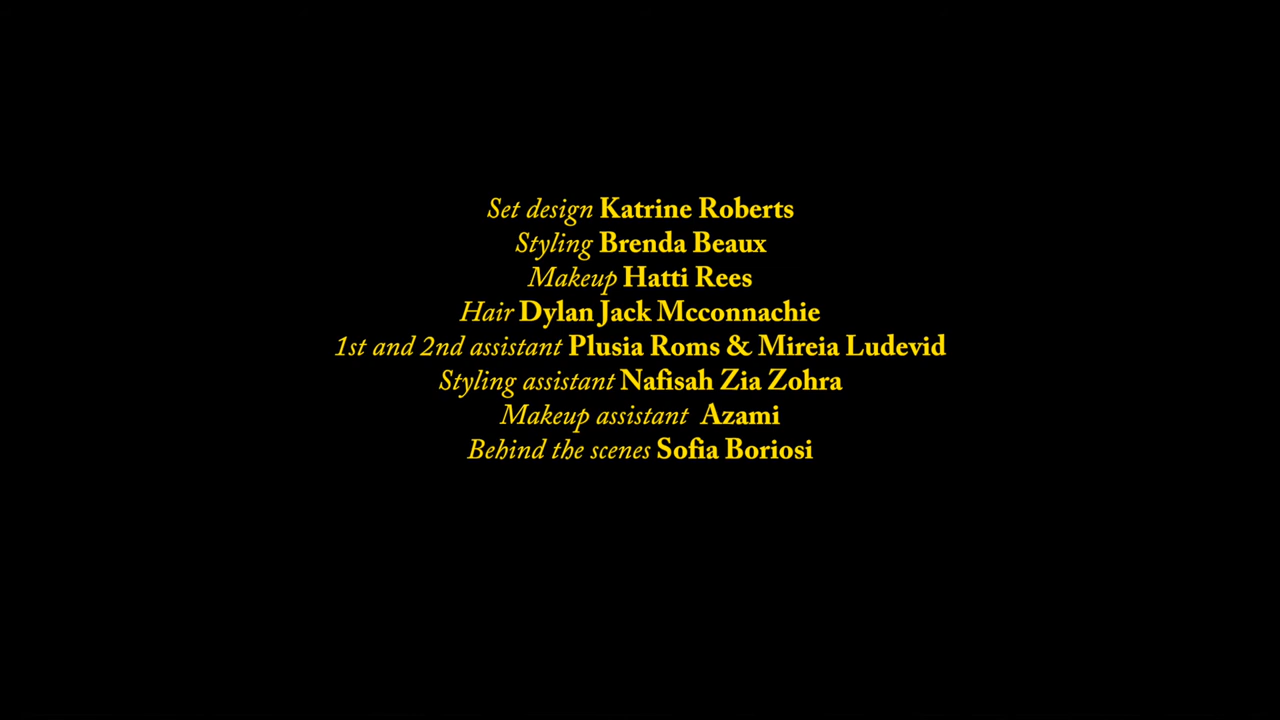 Set design Katrine Roberts
Styling Brenda Beaux
Makeup Hatti Rees
Hair Dylan Jack Mcconnachie
1st and 2nd assistant Plusia Roms & Mireia Ludevid
Styling assistant Nafisah Zia Zohra
Makeup assistant Azami
Behind the scenes Sofia Boriosi